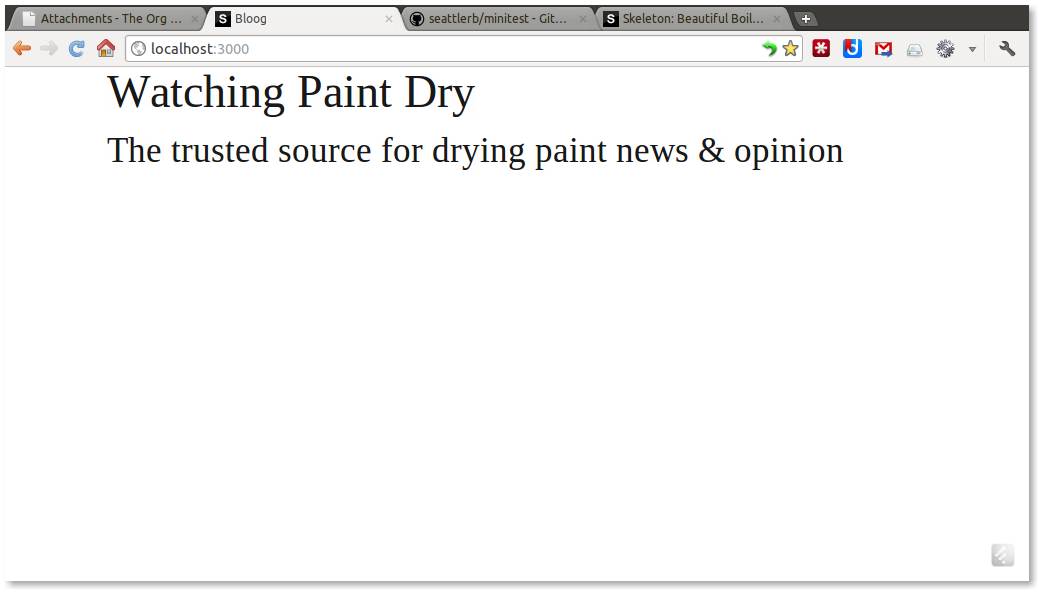 Attachments - The Org ...
Bloog
seattlerb/minitest - Git...
Skeleton: Beautiful Boil...
localhost:3000
Watching Paint Dry
The trusted source for drying paint news & opinion